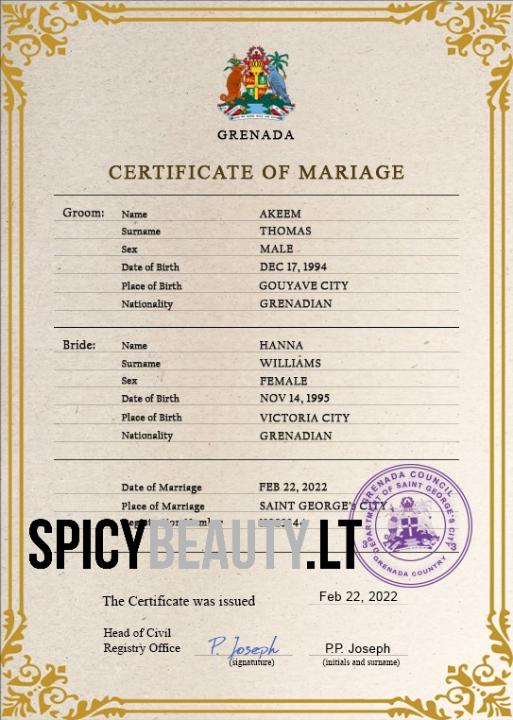 GRENADA
CERTIFICATE OF MARIAGE
Groom: Name AKEEM
Surname THOMAS
Sex MALE
Date of Birth DEC 17, 1994
Place of Birth GOUYAVE CITY
Nationality GRENADIAN
Bride: Name HANNA
Surname WILLIAMS
Sex FEMALE
Date of Birth NOV 14, 1995
Place of Birth VICTORIA CITY
Nationality GRENADIAN
Date of Marriage FEB 22, 2022
Place of Marriage SAINT GEORGE's CITY
GRENADA COUNCIL
DEPARTMENT OF SAINT GEORGE'S CITY
GRENADA COUNTRY
SPICYBEAUTY.LT
The Certificate was issued Feb 22, 2022
Head of Civil
Registry Office P. Joseph P.P. Joseph
(signatuture) (initials and surname)